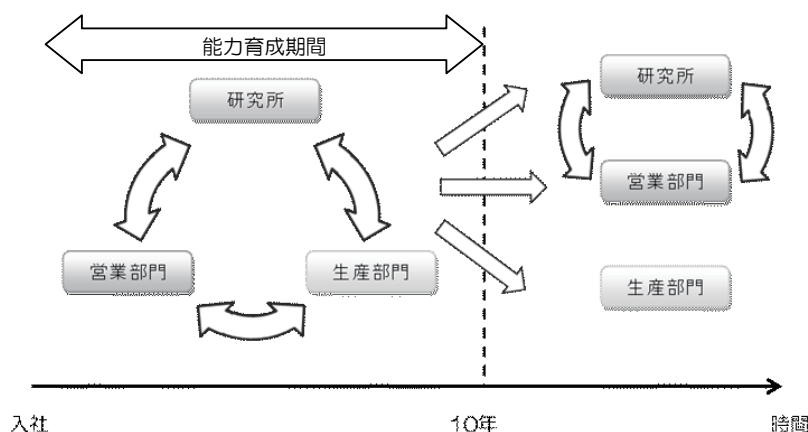 能力育成期間
研究所
営業部門
生産部門
研究所
営業部門
生産部門
入社
10年
時間